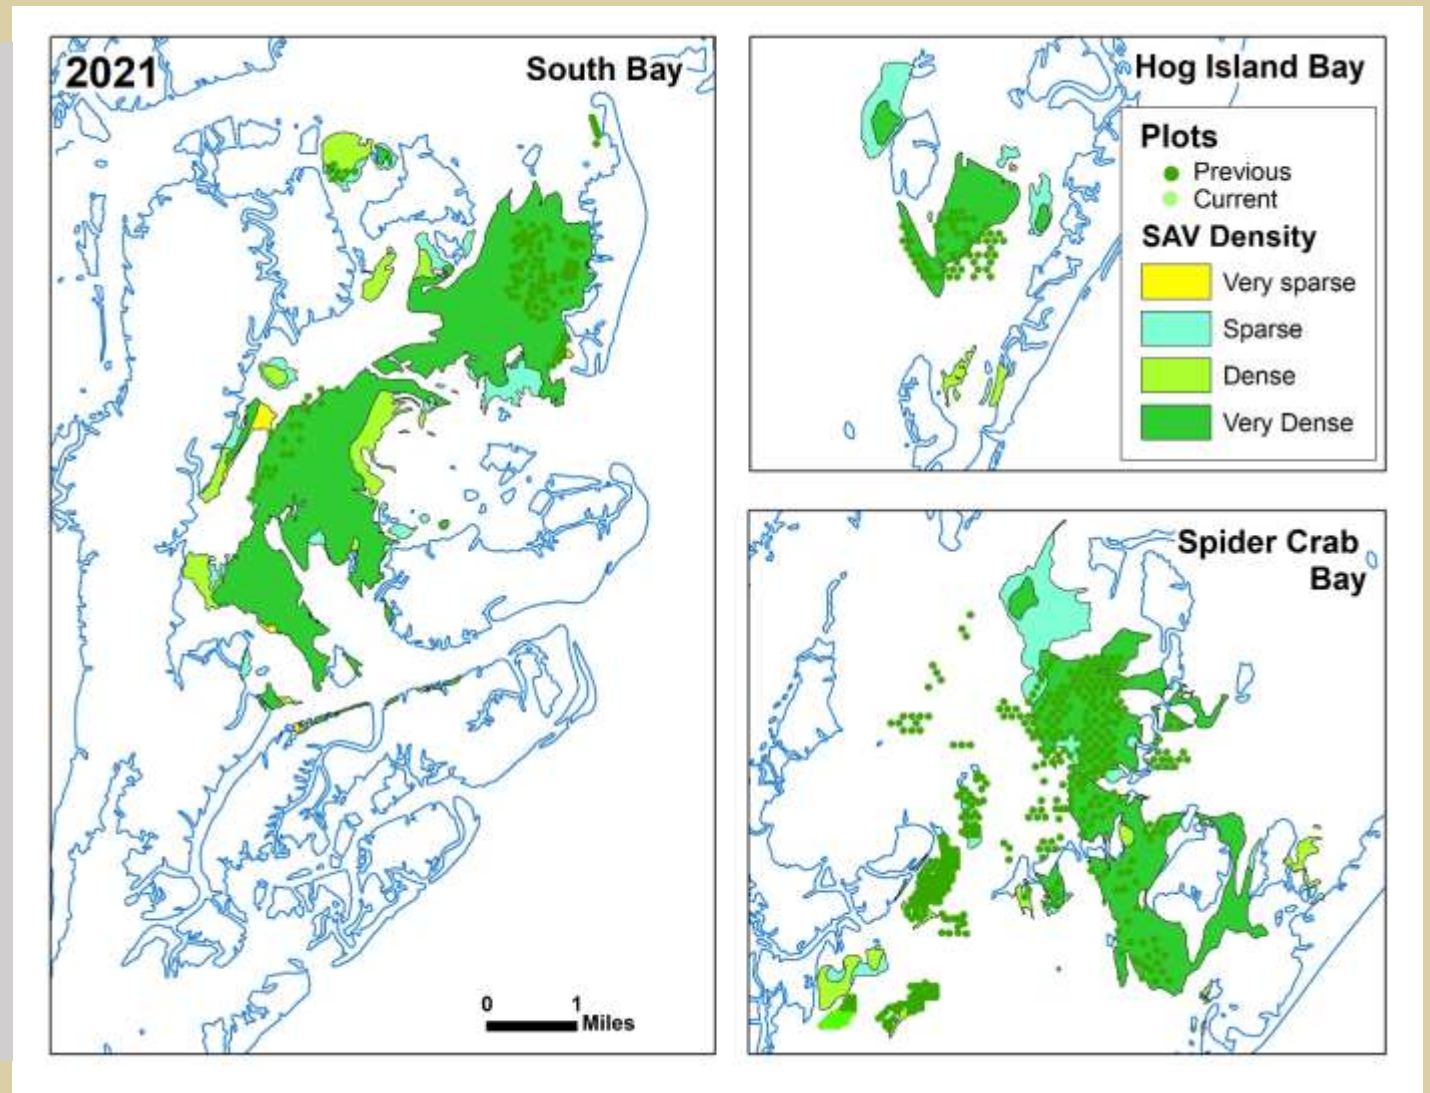 2021
South Bay
0 1
Miles
Hog Island Bay
Plots
Previous
Current
SAV Density
Very sparse
Sparse
Dense
Very Dense
Spider Crab
Bay